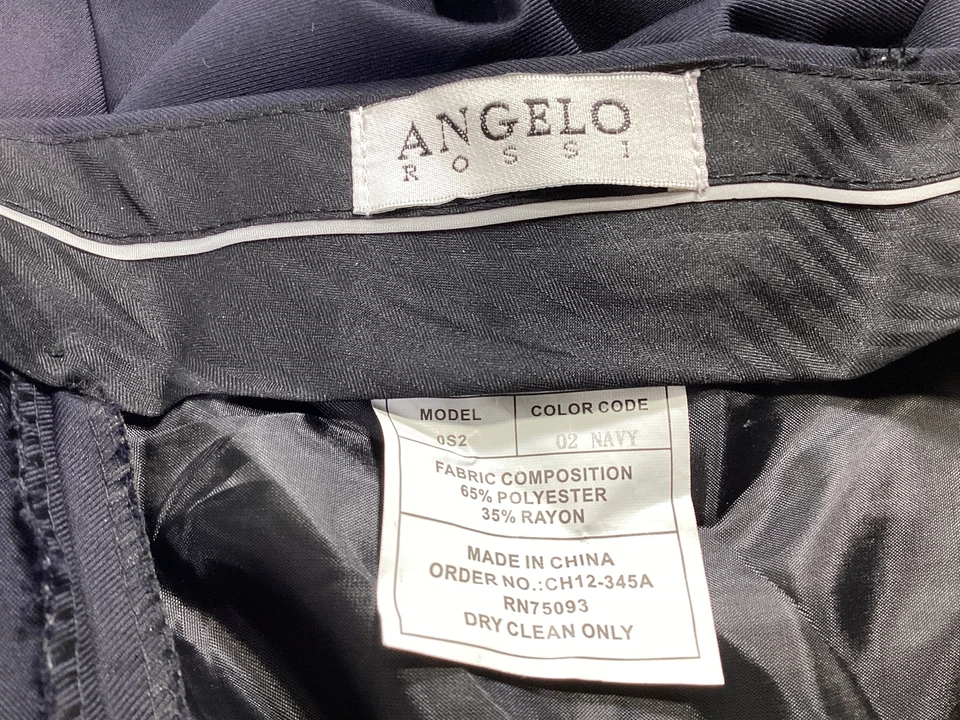 ANGELO
ROSSI
MODEL
COLOR CODE
0S2
02 NAVY
FABRIC COMPOSITION
65% POLYESTER
35% RAYON
MADE IN CHINA
ORDER NO.:CH12-345A
RN75093
DRY CLEAN ONLY